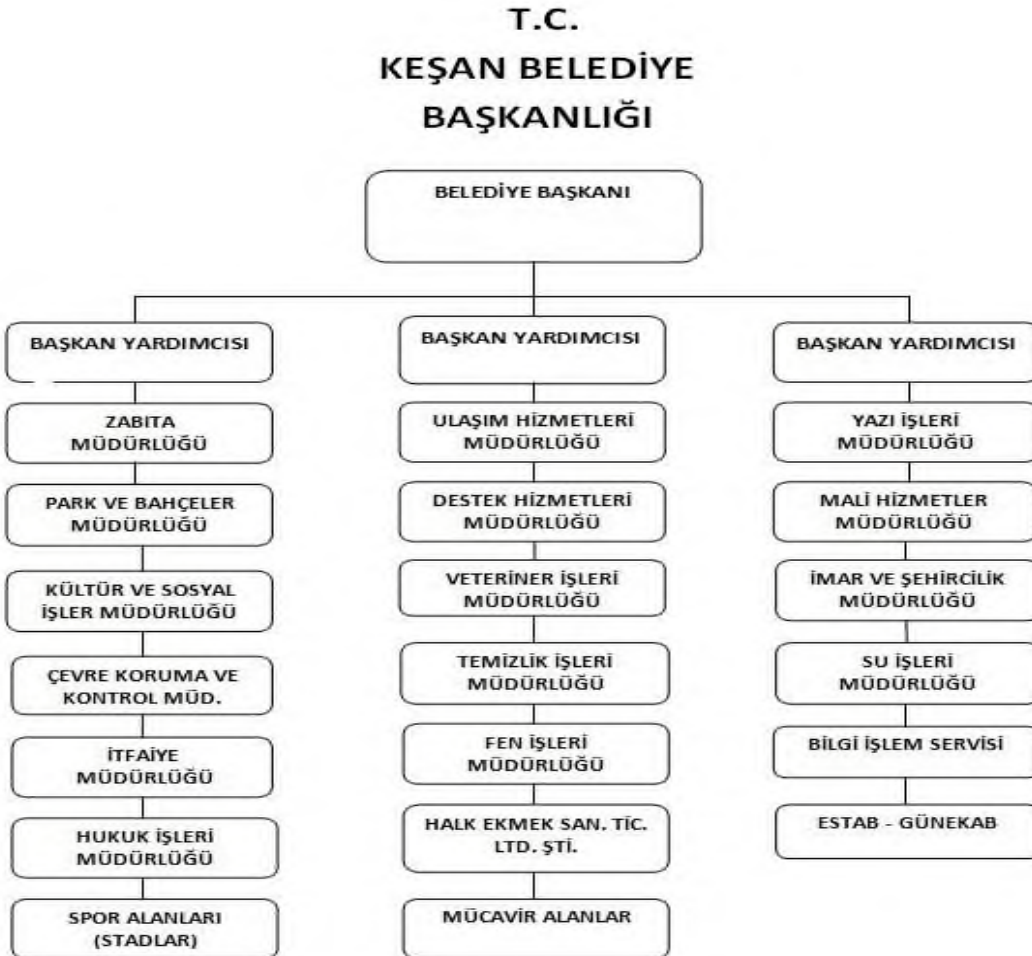 T.C.
KEŞAN BELEDİYE
BAŞKANLIĞI
BELEDİYE BAŞKANI
BAŞKAN YARDIMCISI
ZABITA
MÜDÜRLÜĞÜ
PARK VE BAHÇELER
MÜDÜRLÜĞÜ
KÜLTÜR VE SOSYAL
İŞLER MÜDÜRLÜĞÜ
ÇEVRE KORUMA VE
KONTROL MÜD.
İTFAİYE
MÜDÜRLÜĞÜ
HUKUK İŞLERİ
MÜDÜRLÜĞÜ
SPOR ALANLARI
(STADLAR)
BAŞKAN YARDIMCISI
ULAŞIM HİZMETLERİ
MÜDÜRLÜĞÜ
DESTEK HİZMETLERİ
MÜDÜRLÜĞÜ
VETERİNER İŞLERİ
MÜDÜRLÜĞÜ
TEMİZLİK İŞLERİ
MÜDÜRLÜĞÜ
FEN İŞLERİ
MÜDÜRLÜĞÜ
HALK EKMEK SAN. TİC.
LTD. ŞTİ.
MÜCAVİR ALANLAR
BAŞKAN YARDIMCISI
YAZI İŞLERİ
MÜDÜRLÜĞÜ
MALİ HİZMETLER
MÜDÜRLÜĞÜ
İMAR VE ŞEHİRCİLİK
MÜDÜRLÜĞÜ
SU İŞLERİ
MÜDÜRLÜĞÜ
BİLGİ İŞLEM SERVİSİ
ESTAB - GÜNEKAB